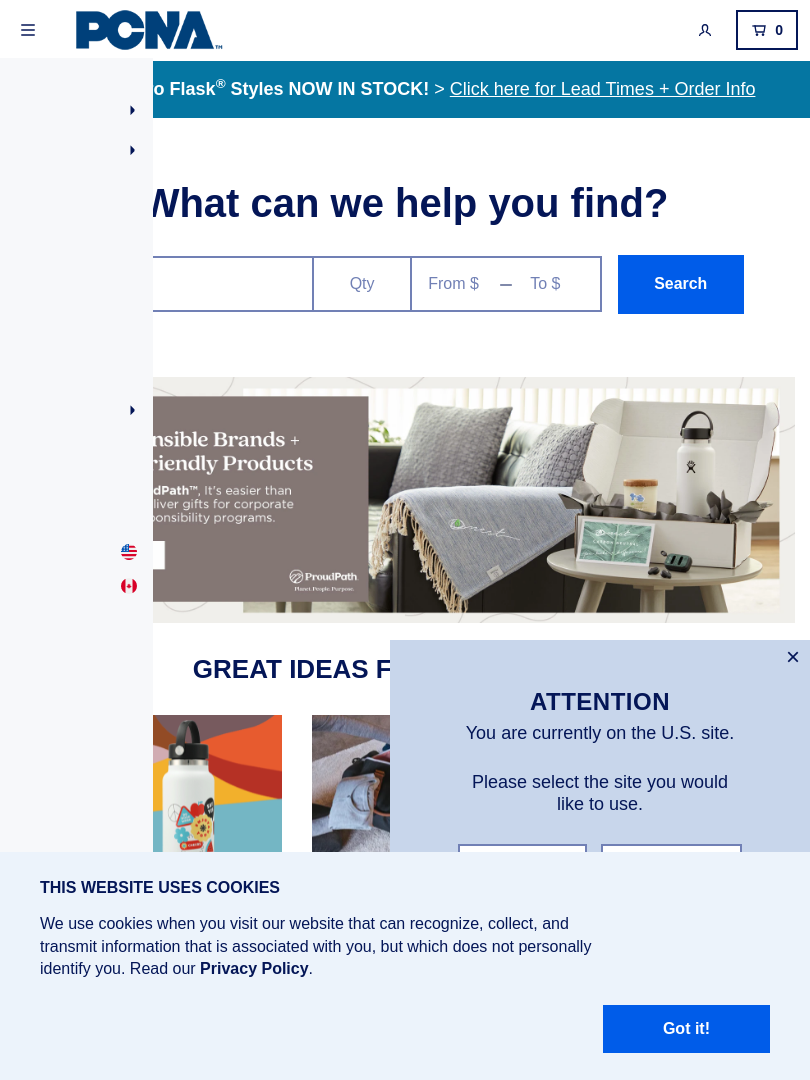 PCNA
0
o Flask® Styles NOW IN STOCK! > Click here for Lead Times + Order Info
What can we help you find?
Qty
From $
To $
Search
nsible Brands +
riendly Products
dPath™, It's easier than
liver gifts for corporate
onsibility programs.
ProudPath
Planet. People. Purpose.
GREAT IDEAS F
×
ATTENTION
You are currently on the U.S. site.
Please select the site you would
like to use.
THIS WEBSITE USES COOKIES
We use cookies when you visit our website that can recognize, collect, and
transmit information that is associated with you, but which does not personally
identify you. Read our Privacy Policy.
Got it!